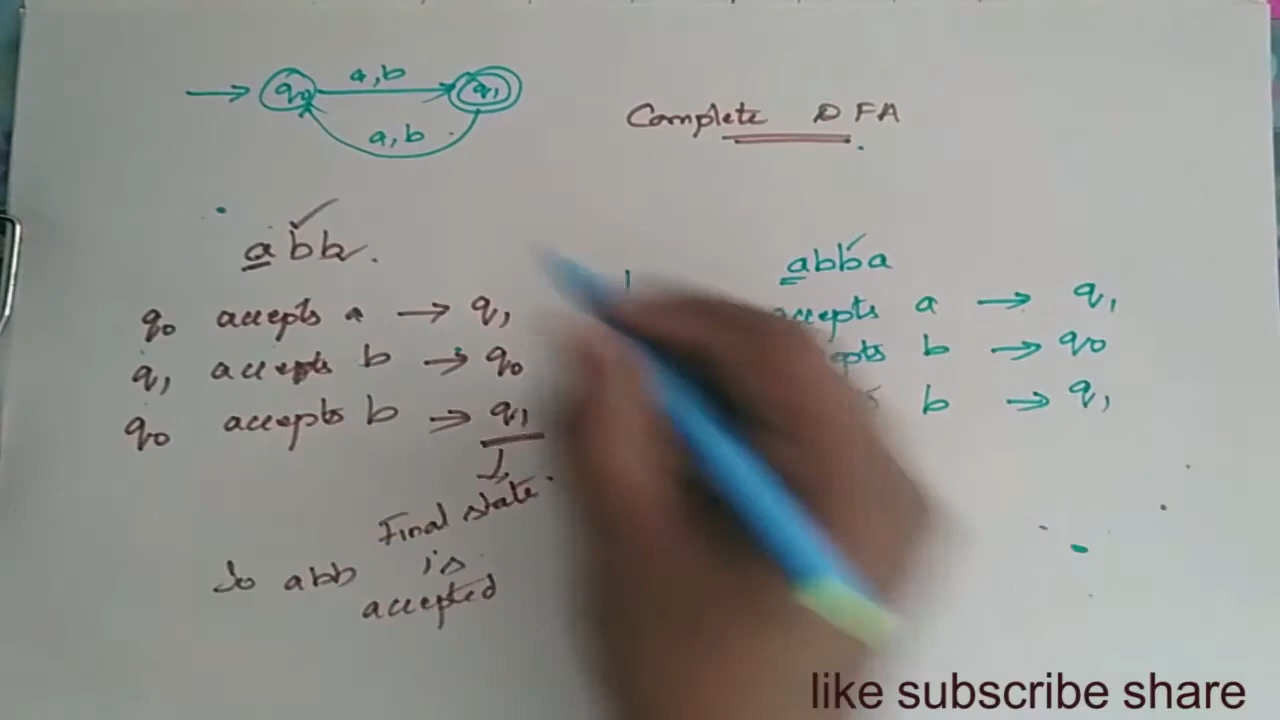 a,b
q0 q1
a,b
Complete DFA
abb.
q0 accepts a → q1
q1 accepts b → q0
q0 accepts b → q1
Final state.
So abb is
accepted
abba
accepts a → q1
b → q0
b → q1
like subscribe share